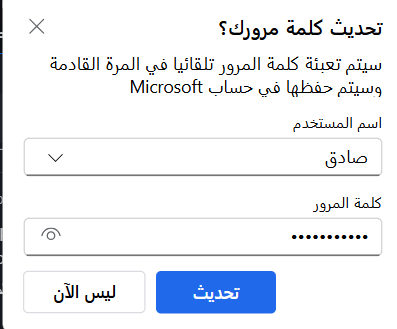 تحديث كلمة مرورك؟
سيتم تعبئة كلمة المرور تلقائيا في المرة القادمة
وسيتم حفظها في حساب Microsoft
اسم المستخدم
صادق
كلمة المرور
•••••••••••
تحديث
ليس الآن